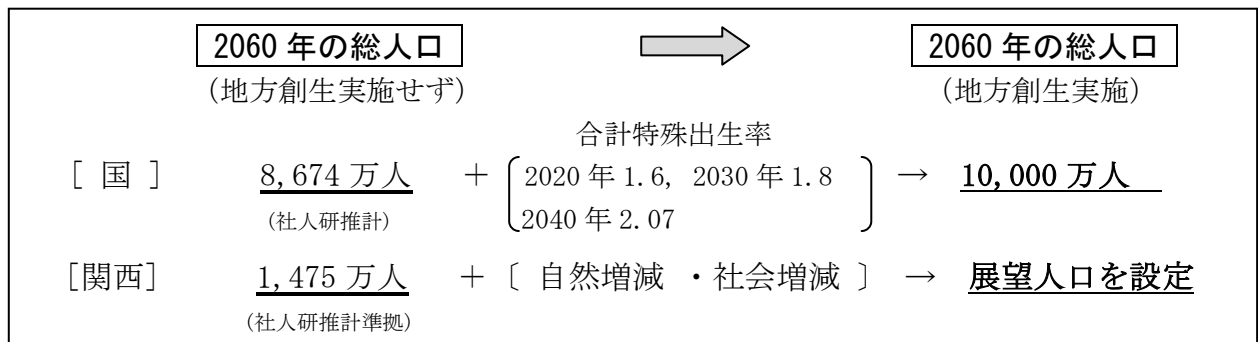 2060 年の総人口 2060 年の総人口
(地方創生実施せず) (地方創生実施)
合計特殊出生率
[ 国 ] 8,674 万人 + 2020 年 1.6, 2030 年 1.8 → 10,000 万人
(社人研推計) 2040 年 2.07
[関西] 1,475 万人 + 〔 自然増減 ・社会増減 〕 → 展望人口を設定
(社人研推計準拠)